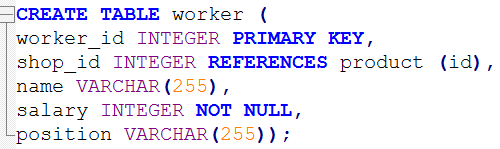 CREATE TABLE worker (
worker_id INTEGER PRIMARY KEY,
shop_id INTEGER REFERENCES product (id),
name VARCHAR(255),
salary INTEGER NOT NULL,
position VARCHAR(255));